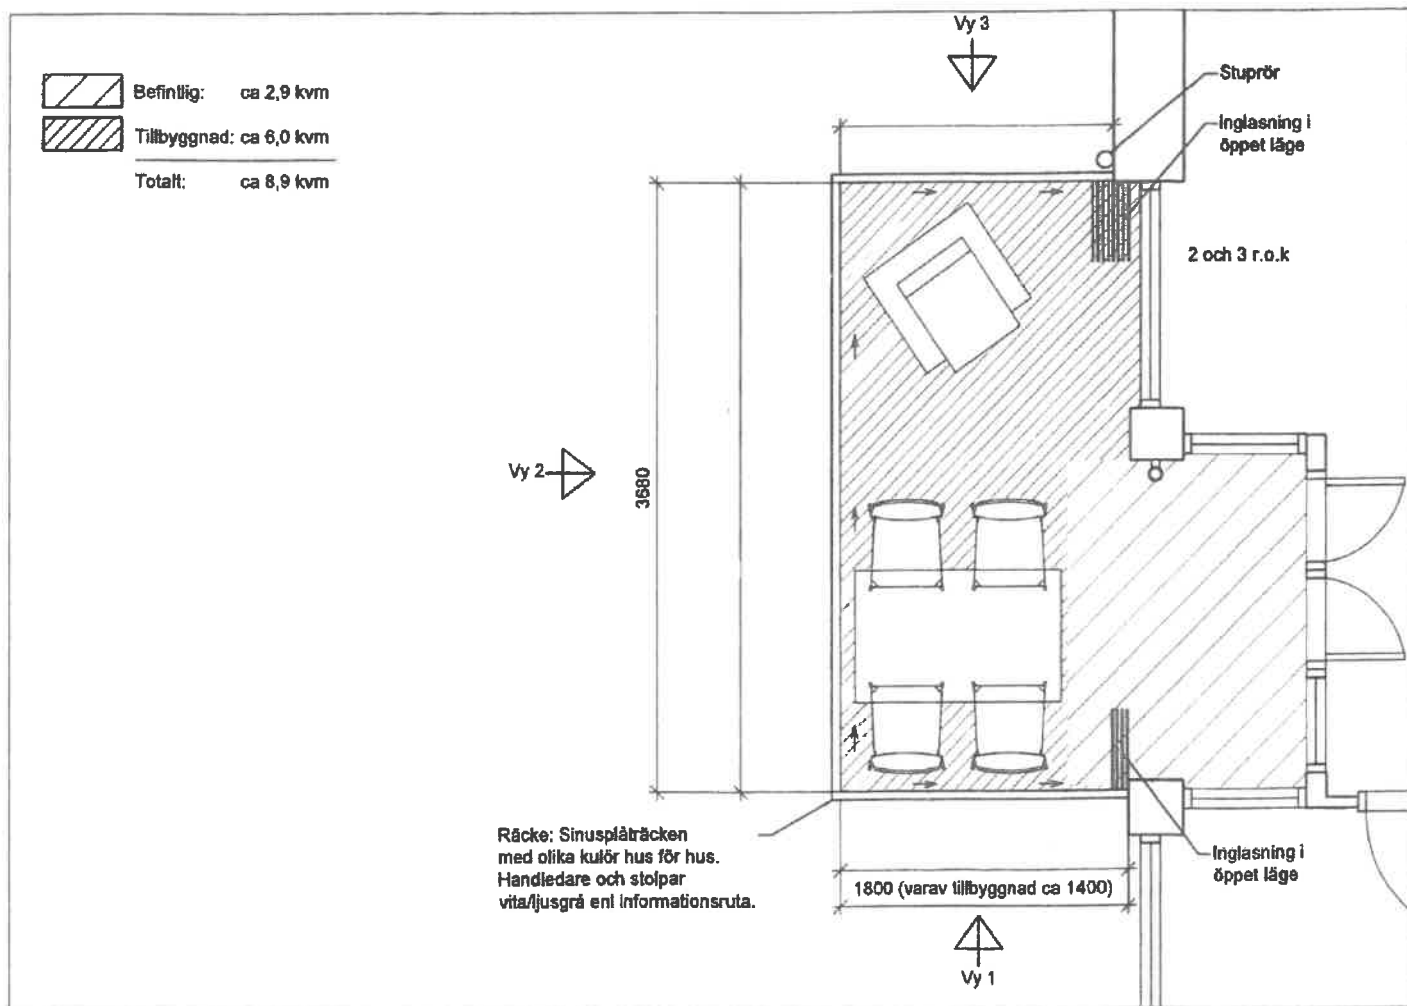 Vy 3
Befintlig: ca 2,9 kvm
Tillbyggnad: ca 6,0 kvm
Totalt: ca 8,9 kvm
Stuprör
Inglasning i
öppet läge
2 och 3 r.o.k
Vy 2
3680
Räcke: Sinusplåträcken
med olika kulör hus för hus.
Handledare och stolpar
vita/ljusgrå enl informationsruta.
1800 (varav tillbyggnad ca 1400)
Inglasning i
öppet läge
Vy 1